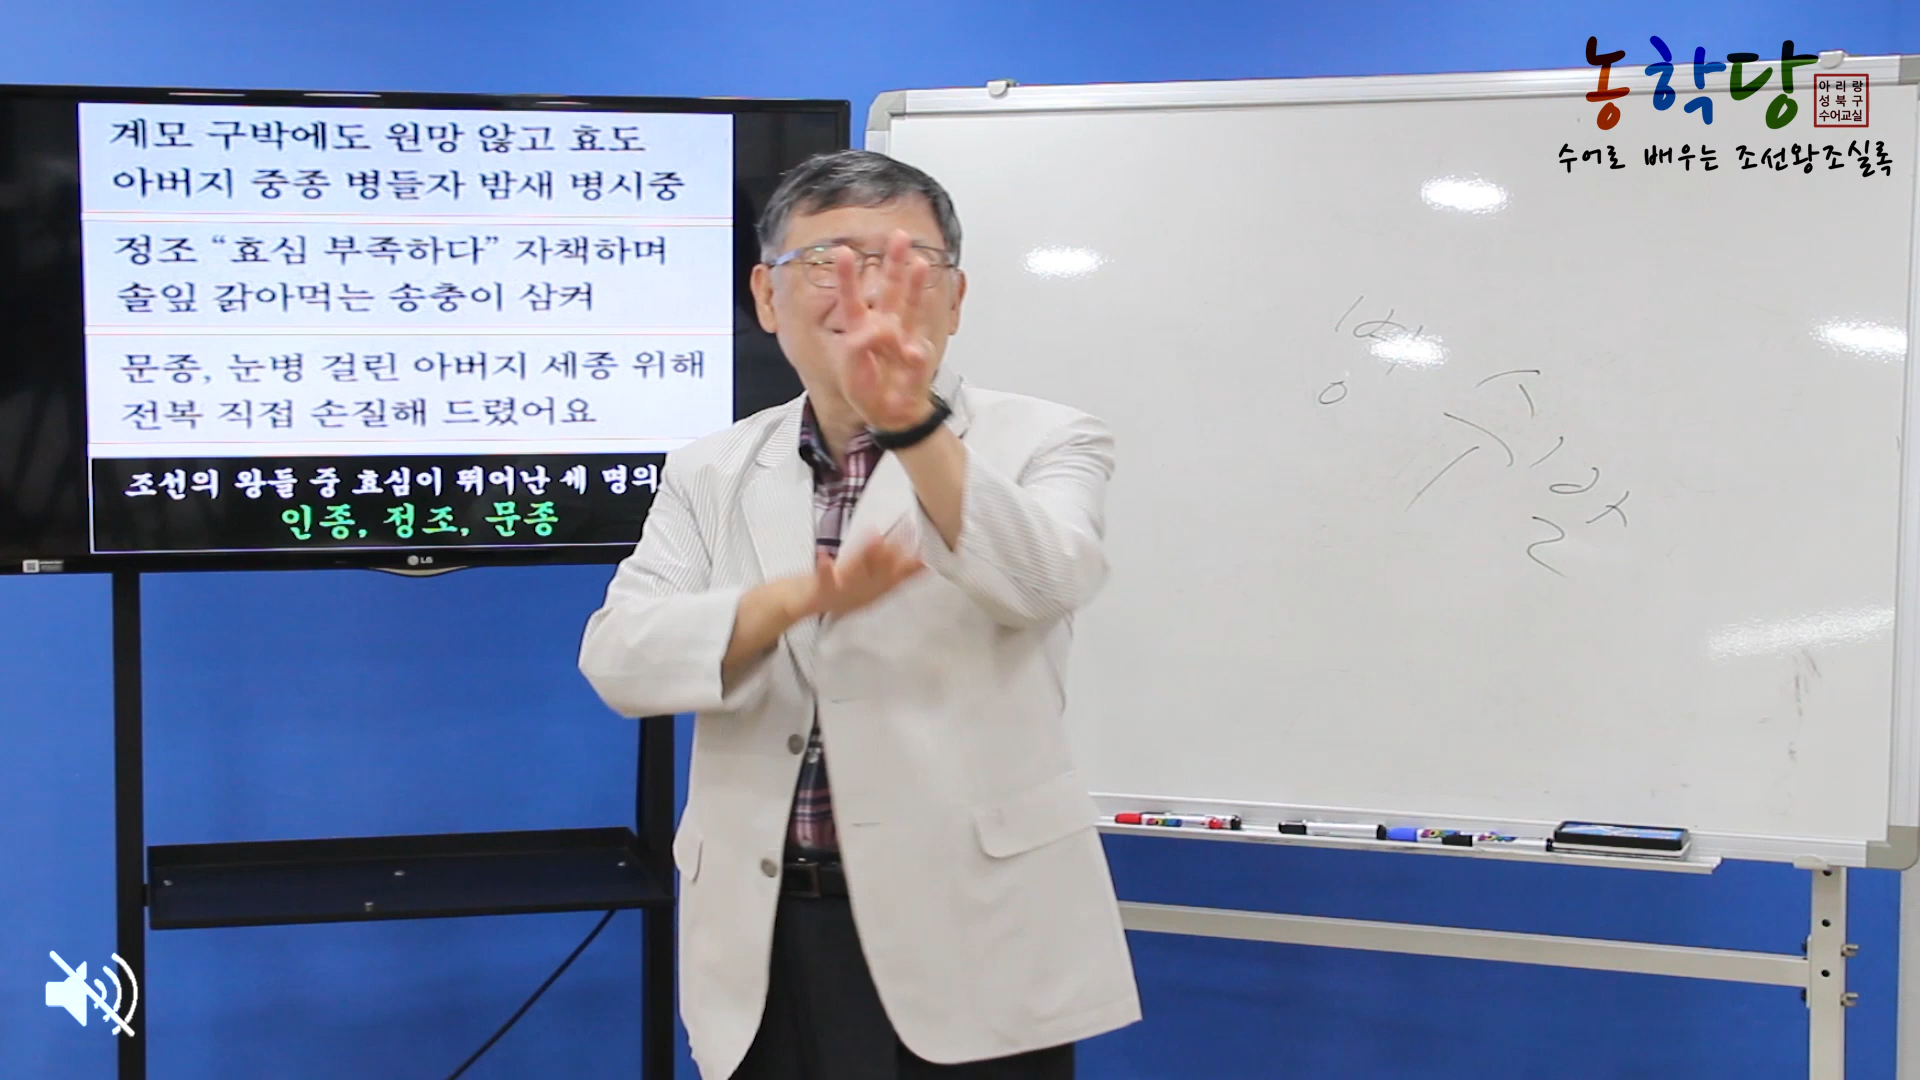 계모 구박에도 원망 않고 효도
아버지 중종 병들자 밤새 병시중
정조 “효심 부족하다” 자책하며
솔잎 갉아먹는 송충이 삼켜
문종, 눈병 걸린 아버지 세종 위해
전복 직접 손질해 드렸어요
조선의 왕들 중 효심이 뛰어난 세 명의
인종, 정조, 문종
LG
농학당
아리랑
성북구
수어교실
수어로 배우는 조선왕조실록